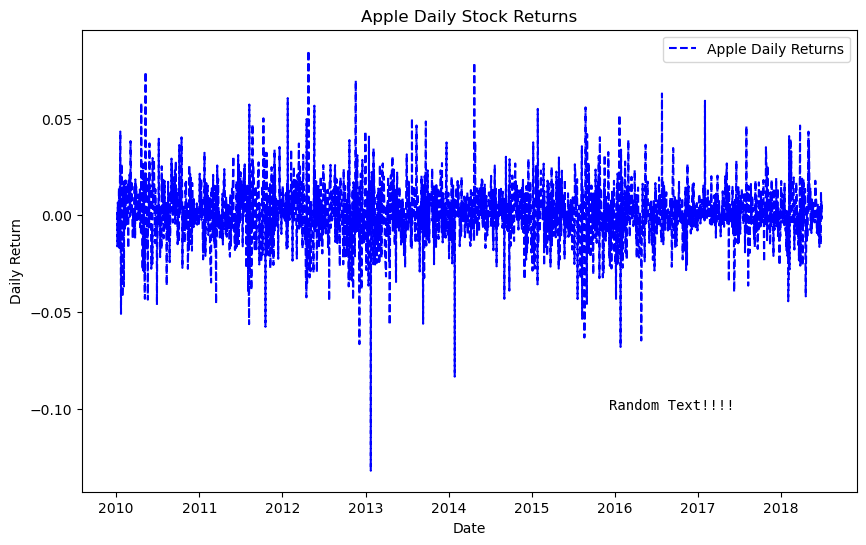 Apple Daily Stock Returns
Apple Daily Returns
Daily Return
0.05
0.00
−0.05
−0.10
Random Text!!!!
2010 2011 2012 2013 2014 2015 2016 2017 2018
Date